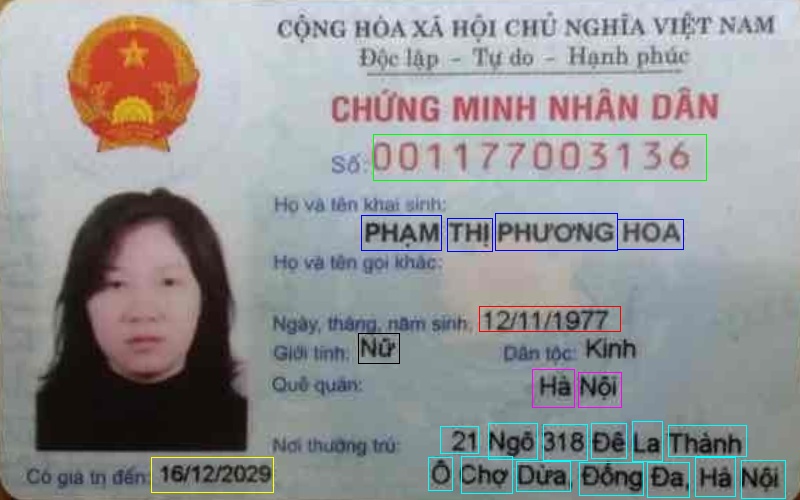 CỘNG HÒA XÃ HỘI CHỦ NGHĨA VIỆT NAM
Độc lập - Tự do - Hạnh phúc
CHỨNG MINH NHÂN DÂN
Số: 001177003136
Họ và tên khai sinh:
PHẠM THỊ PHƯƠNG HOA
Họ và tên gọi khác:
Ngày, tháng, năm sinh: 12/11/1977
Giới tính: Nữ Dân tộc: Kinh
Quê quán: Hà Nội
Nơi thường trú: 21 Ngõ 318 Đê La Thành
Ô Chợ Dừa, Đống Đa, Hà Nội
Có giá trị đến: 16/12/2029